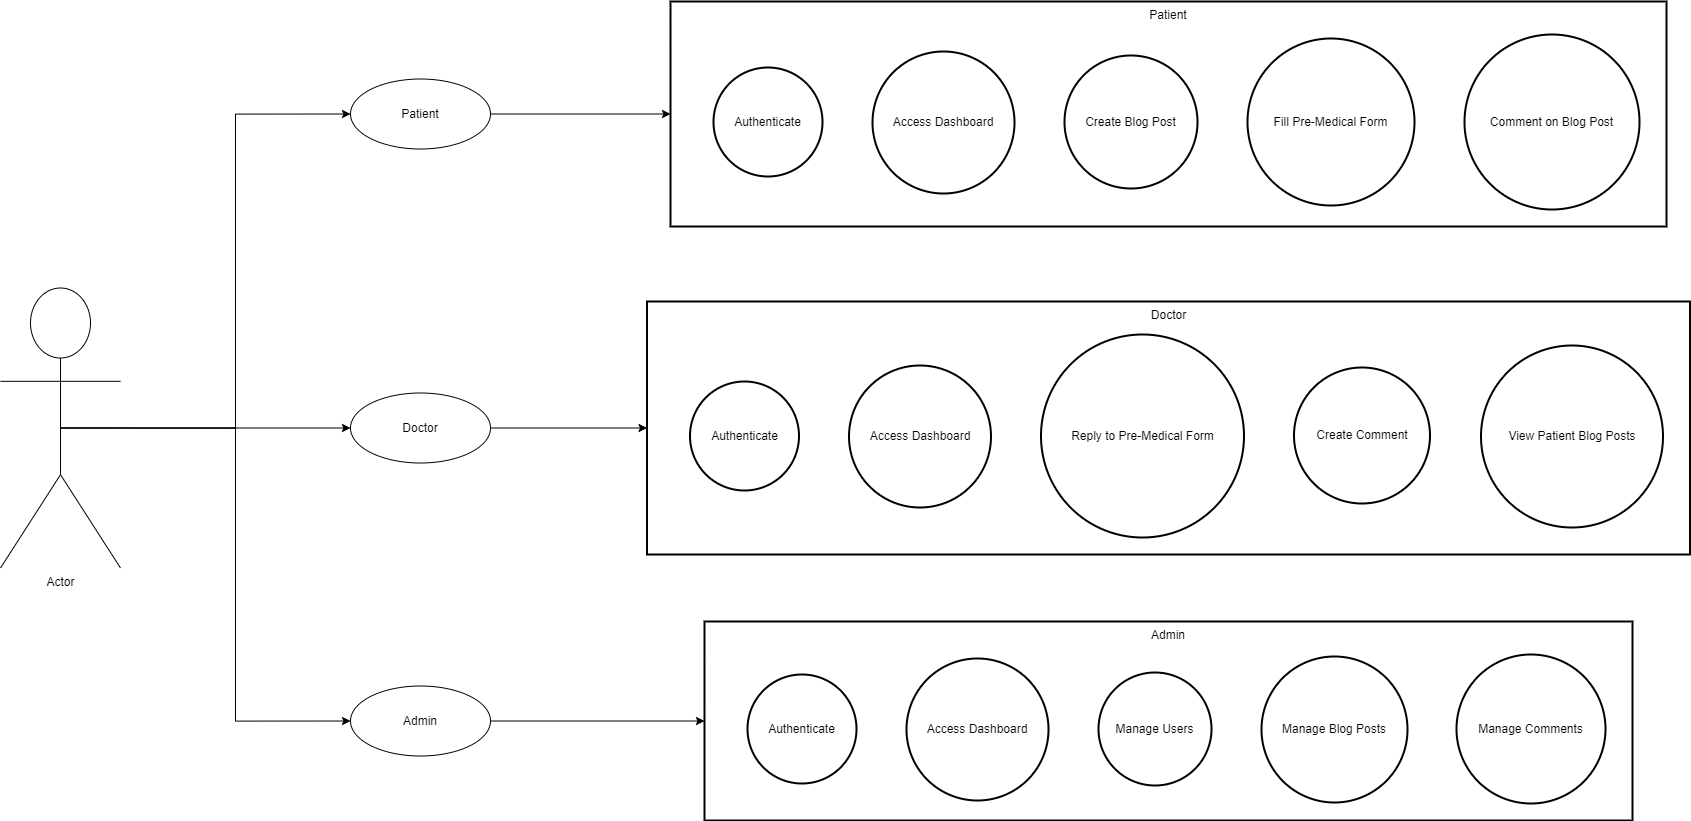 Patient
Patient
Authenticate
Access Dashboard
Create Blog Post
Fill Pre-Medical Form
Comment on Blog Post
Actor
Doctor
Doctor
Authenticate
Access Dashboard
Reply to Pre-Medical Form
Create Comment
View Patient Blog Posts
Admin
Admin
Authenticate
Access Dashboard
Manage Users
Manage Blog Posts
Manage Comments